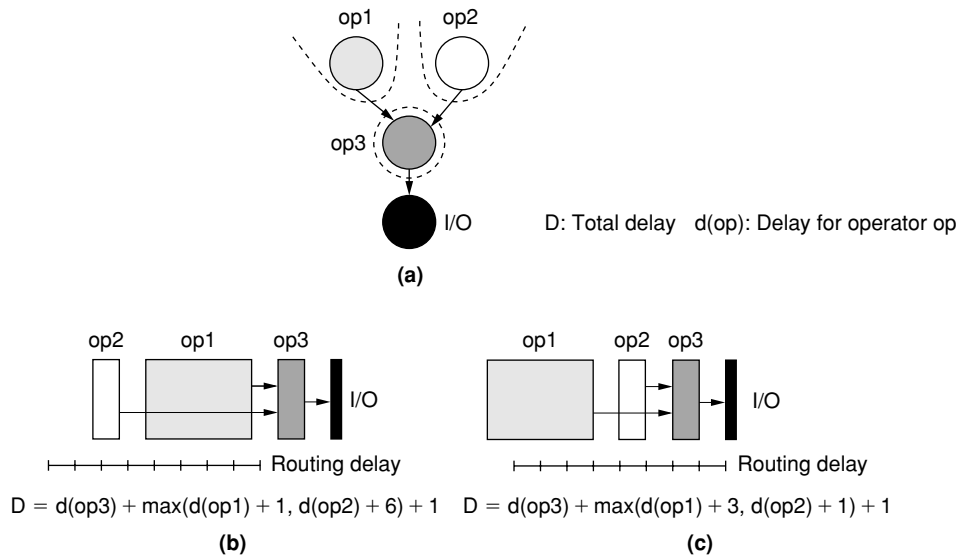 op1 op2
op3
I/O
D: Total delay d(op): Delay for operator op
(a)
op2 op1 op3
I/O
Routing delay
D = d(op3) + max(d(op1) + 1, d(op2) + 6) + 1
(b)
op1 op2 op3
I/O
Routing delay
D = d(op3) + max(d(op1) + 3, d(op2) + 1) + 1
(c)